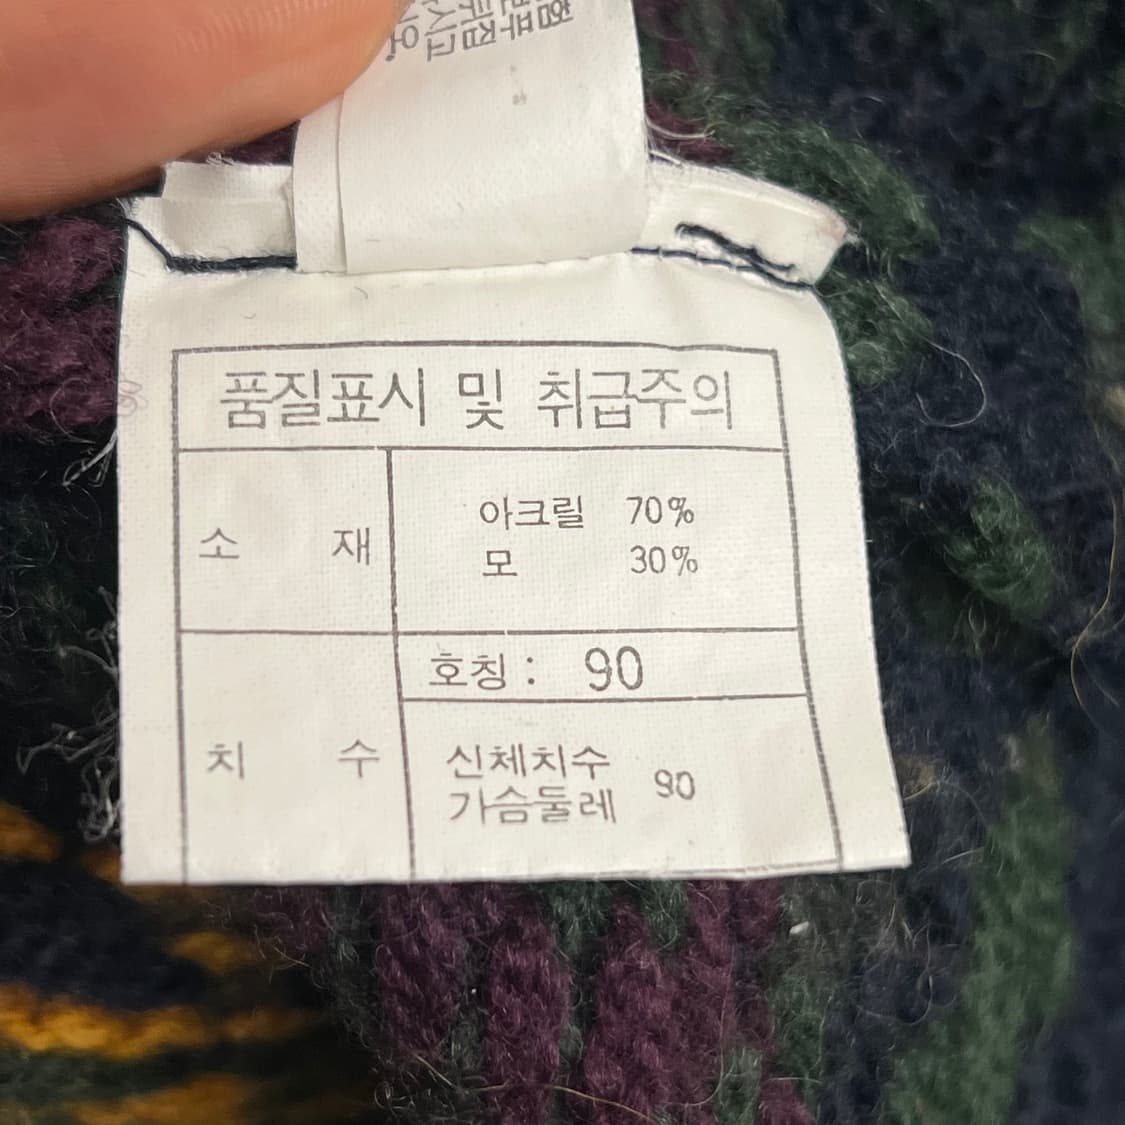 품질표시 및 취급주의
소 재
아크릴 70%
모 30%
치 수
호칭 : 90
신체치수
가슴둘레 90